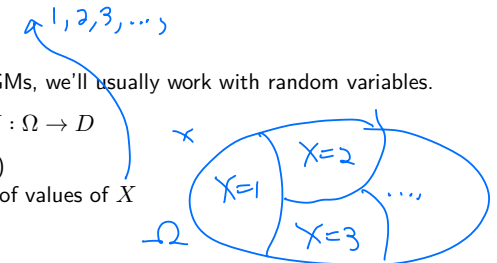 1, 2, 3, ...,
GMs, we'll usually work with random variables.
: Ω → D
x
)
of values of X
X=1
X=2
...,
X=3
Ω